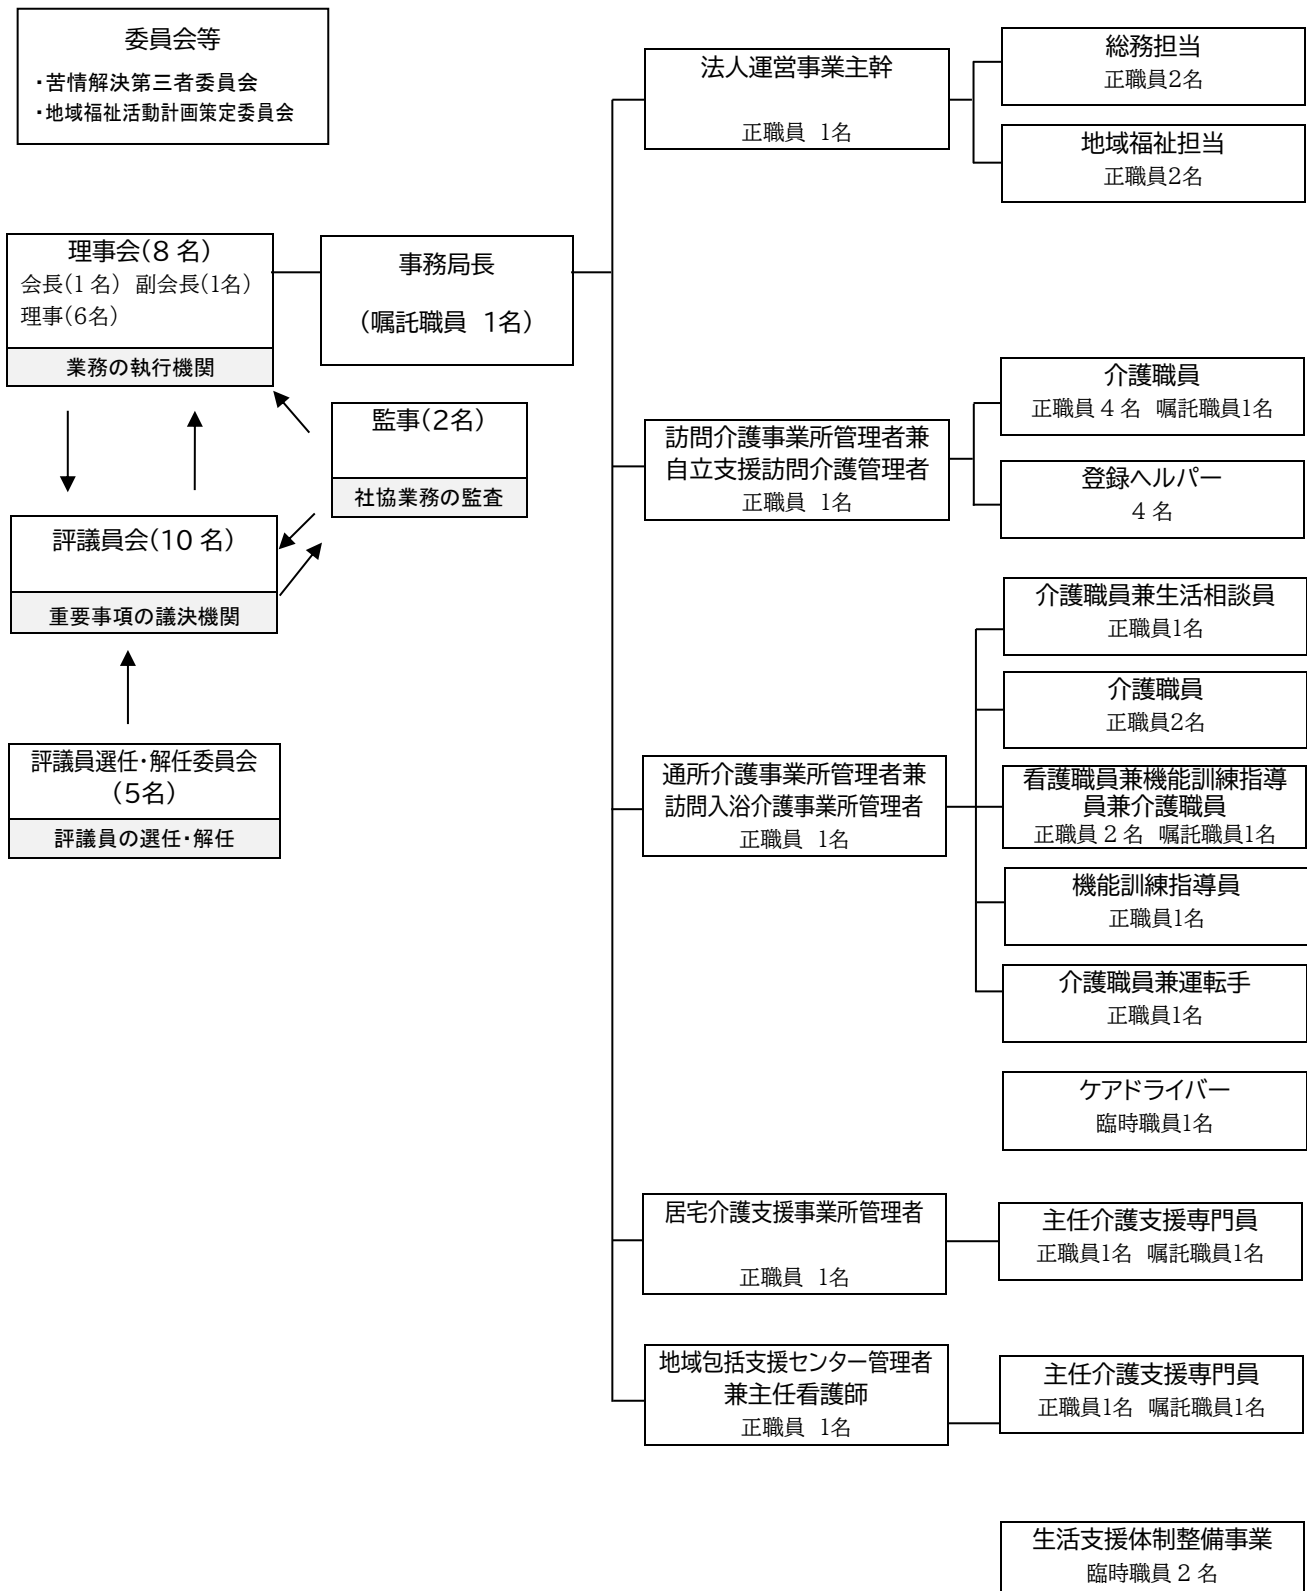 委員会等
・苦情解決第三者委員会
・地域福祉活動計画策定委員会
理事会(8名)
会長(1名) 副会長(1名)
理事(6名)
業務の執行機関
事務局長
(嘱託職員 1名)
監事(2名)
社協業務の監査
評議員会(10名)
重要事項の議決機関
評議員選任・解任委員会
(5名)
評議員の選任・解任
法人運営事業主幹
正職員 1名
総務担当
正職員2名
地域福祉担当
正職員2名
訪問介護事業所管理者兼
自立支援訪問介護管理者
正職員 1名
介護職員
正職員4名 嘱託職員1名
登録ヘルパー
4名
通所介護事業所管理者兼
訪問入浴介護事業所管理者
正職員 1名
介護職員兼生活相談員
正職員1名
介護職員
正職員2名
看護職員兼機能訓練指導
員兼介護職員
正職員2名 嘱託職員1名
機能訓練指導員
正職員1名
介護職員兼運転手
正職員1名
ケアドライバー
臨時職員1名
居宅介護支援事業所管理者
正職員 1名
主任介護支援専門員
正職員1名 嘱託職員1名
地域包括支援センター管理者
兼主任看護師
正職員 1名
主任介護支援専門員
正職員1名 嘱託職員1名
生活支援体制整備事業
臨時職員2名